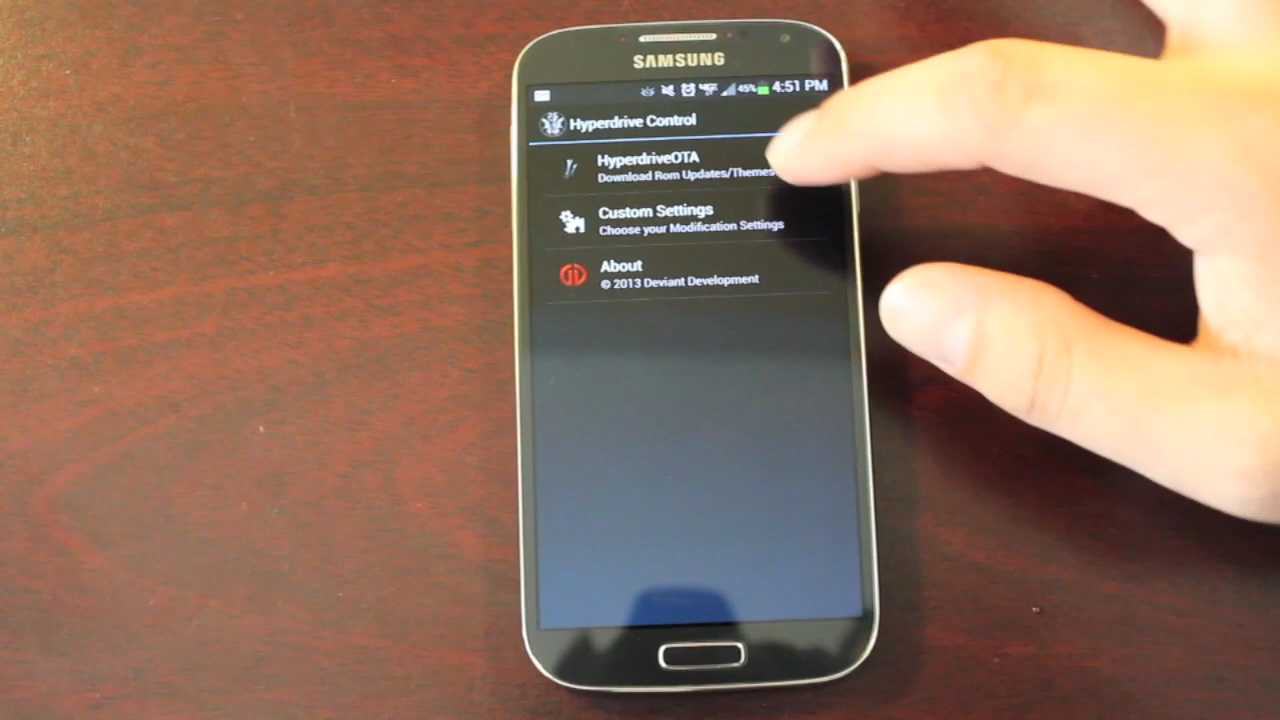 SAMSUNG
45% 4:51 PM
Hyperdrive Control
HyperdriveOTA
Download Rom Updates/Themes
Custom Settings
Choose your Modification Settings
About
© 2013 Deviant Development